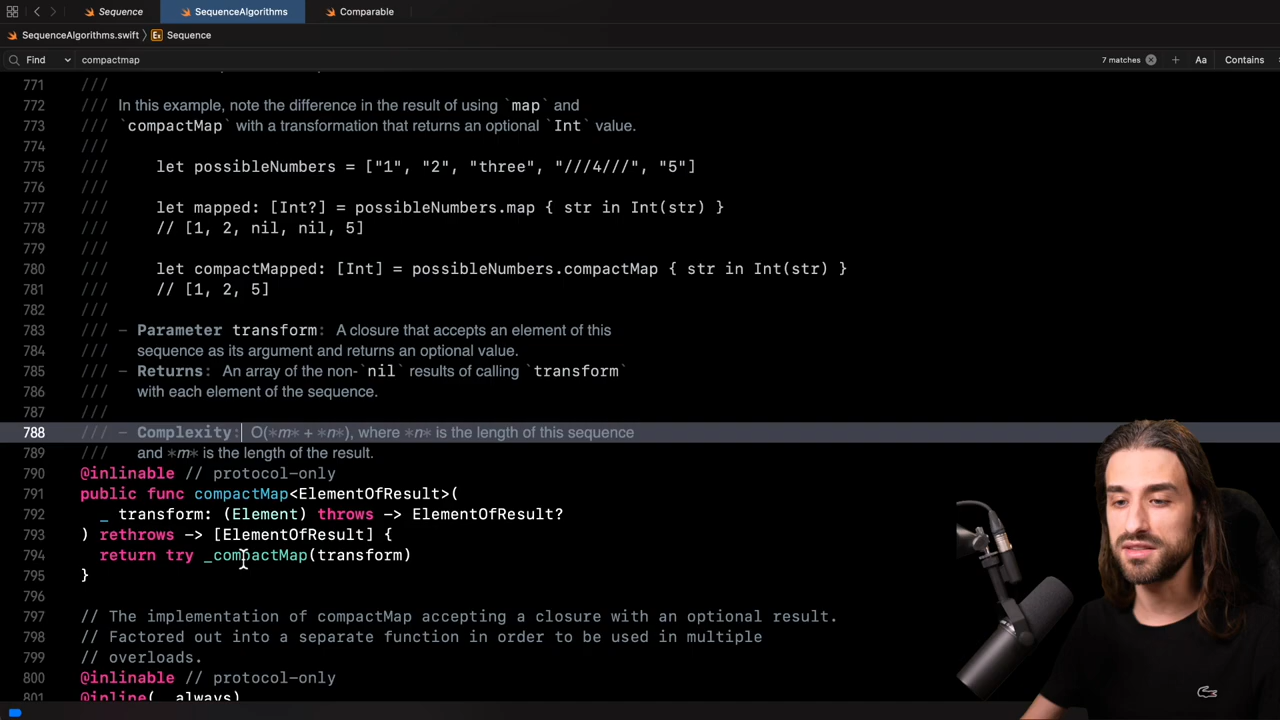 Sequence SequenceAlgorithms Comparable
SequenceAlgorithms.swift Ex Sequence
Find compactmap 7 matches Aa Contains
771 ///
772 /// In this example, note the difference in the result of using `map` and
773 /// `compactMap` with a transformation that returns an optional `Int` value.
774 ///
775 /// let possibleNumbers = ["1", "2", "three", "///4///", "5"]
776 ///
777 /// let mapped: [Int?] = possibleNumbers.map { str in Int(str) }
778 /// // [1, 2, nil, nil, 5]
779 ///
780 /// let compactMapped: [Int] = possibleNumbers.compactMap { str in Int(str) }
781 /// // [1, 2, 5]
782 ///
783 /// - Parameter transform: A closure that accepts an element of this
784 /// sequence as its argument and returns an optional value.
785 /// - Returns: An array of the non-`nil` results of calling `transform`
786 /// with each element of the sequence.
787 ///
788 /// - Complexity: O(*m* + *n*), where *n* is the length of this sequence
789 /// and *m* is the length of the result.
790 @inlinable // protocol-only
791 public func compactMap<ElementOfResult>(
792 _ transform: (Element) throws -> ElementOfResult?
793 ) rethrows -> [ElementOfResult] {
794 return try _compactMap(transform)
795 }
796
797 // The implementation of compactMap accepting a closure with an optional result.
798 // Factored out into a separate function in order to be used in multiple
799 // overloads.
800 @inlinable // protocol-only
801 @inline(__always)